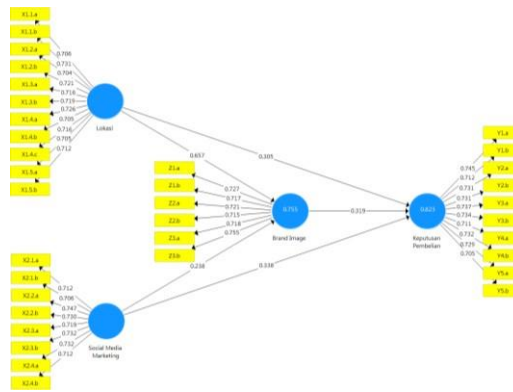 X1.1.a
X1.1.b
X1.2.a
X1.2.b
X1.3.a
X1.3.b
X1.4.a
X1.4.b
X1.4.c
X1.5.a
X1.5.b
0.706
0.731
0.704
0.721
0.718
0.719
0.726
0.705
0.716
0.705
0.712
Lokasi
0.657
0.305
Z1.a
Z1.b
Z2.a
Z2.b
Z3.a
Z3.b
0.727
0.717
0.721
0.715
0.718
0.755
0.755
Brand Image
0.319
0.823
Keputusan
Pembelian
0.745
0.712
0.731
0.731
0.737
0.734
0.711
0.732
0.725
0.705
Y1.a
Y1.b
Y2.a
Y2.b
Y3.a
Y3.b
Y4.a
Y4.b
Y5.a
Y5.b
0.238
0.338
X2.1.a
X2.1.b
X2.2.a
X2.2.b
X2.3.a
X2.3.b
X2.4.a
X2.4.b
0.712
0.706
0.747
0.720
0.719
0.732
0.732
0.712
Social Media
Marketing